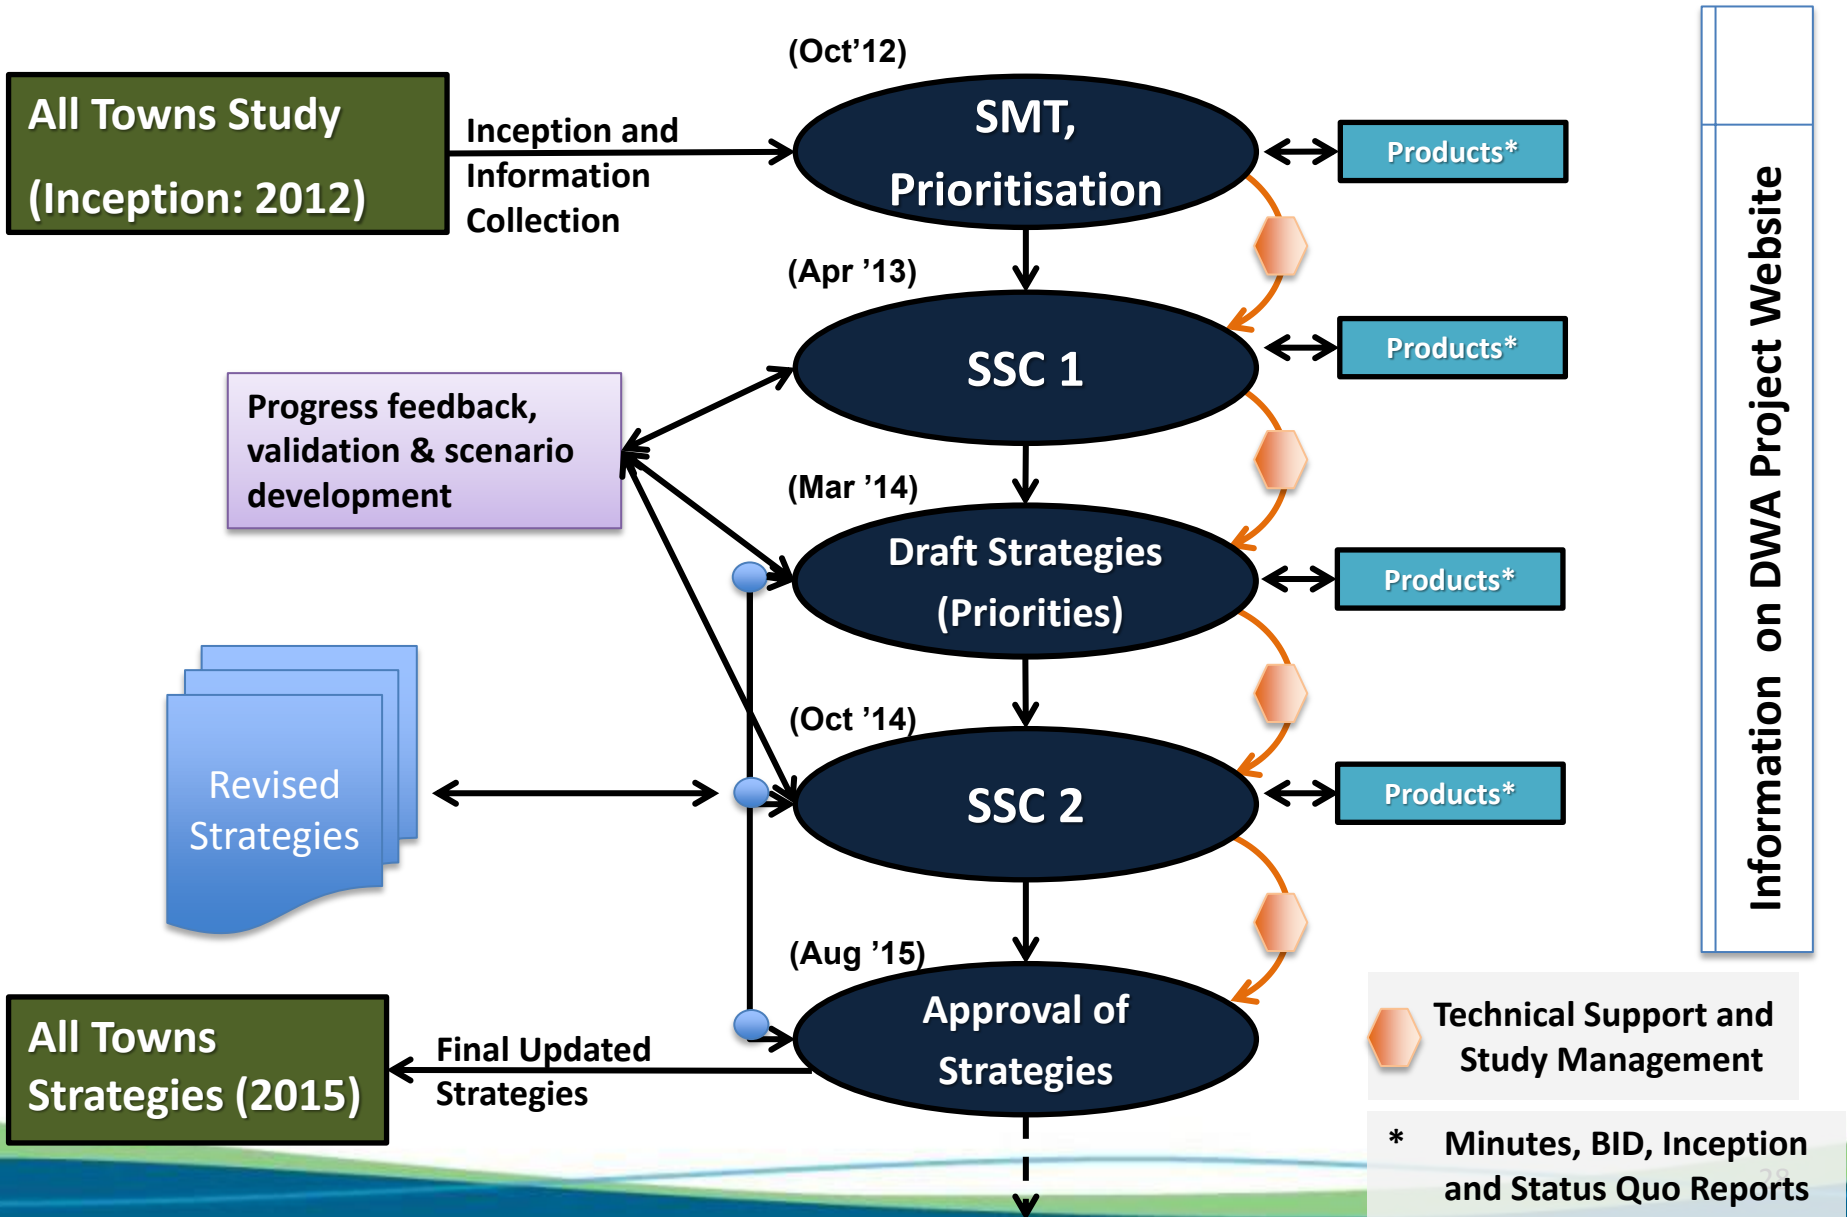 (Oct’12)
All Towns Study
(Inception: 2012)
Inception and
Information
Collection
SMT,
Prioritisation
Products*
(Apr ’13)
SSC 1
Products*
Progress feedback,
validation & scenario
development
(Mar ’14)
Draft Strategies
(Priorities)
Products*
Revised
Strategies
(Oct ’14)
SSC 2
Products*
(Aug ’15)
Approval of
Strategies
All Towns
Strategies (2015)
Final Updated
Strategies
Information on DWA Project Website
Technical Support and
Study Management
* Minutes, BID, Inception
and Status Quo Reports
28